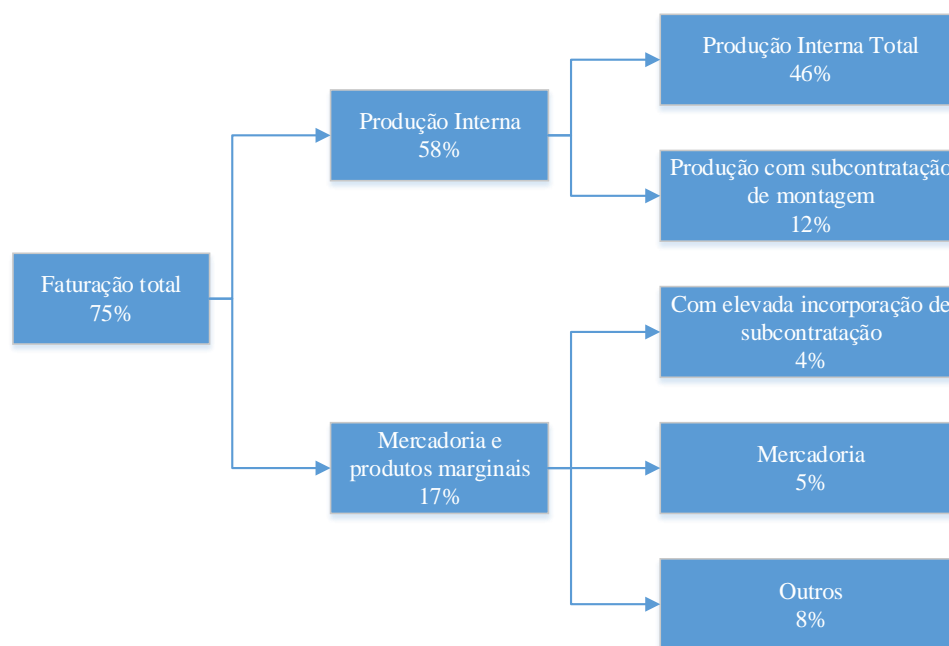 Faturação total
75%
Produção Interna
58%
Mercadoria e
produtos marginais
17%
Produção Interna Total
46%
Produção com subcontratação
de montagem
12%
Com elevada incorporação de
subcontratação
4%
Mercadoria
5%
Outros
8%